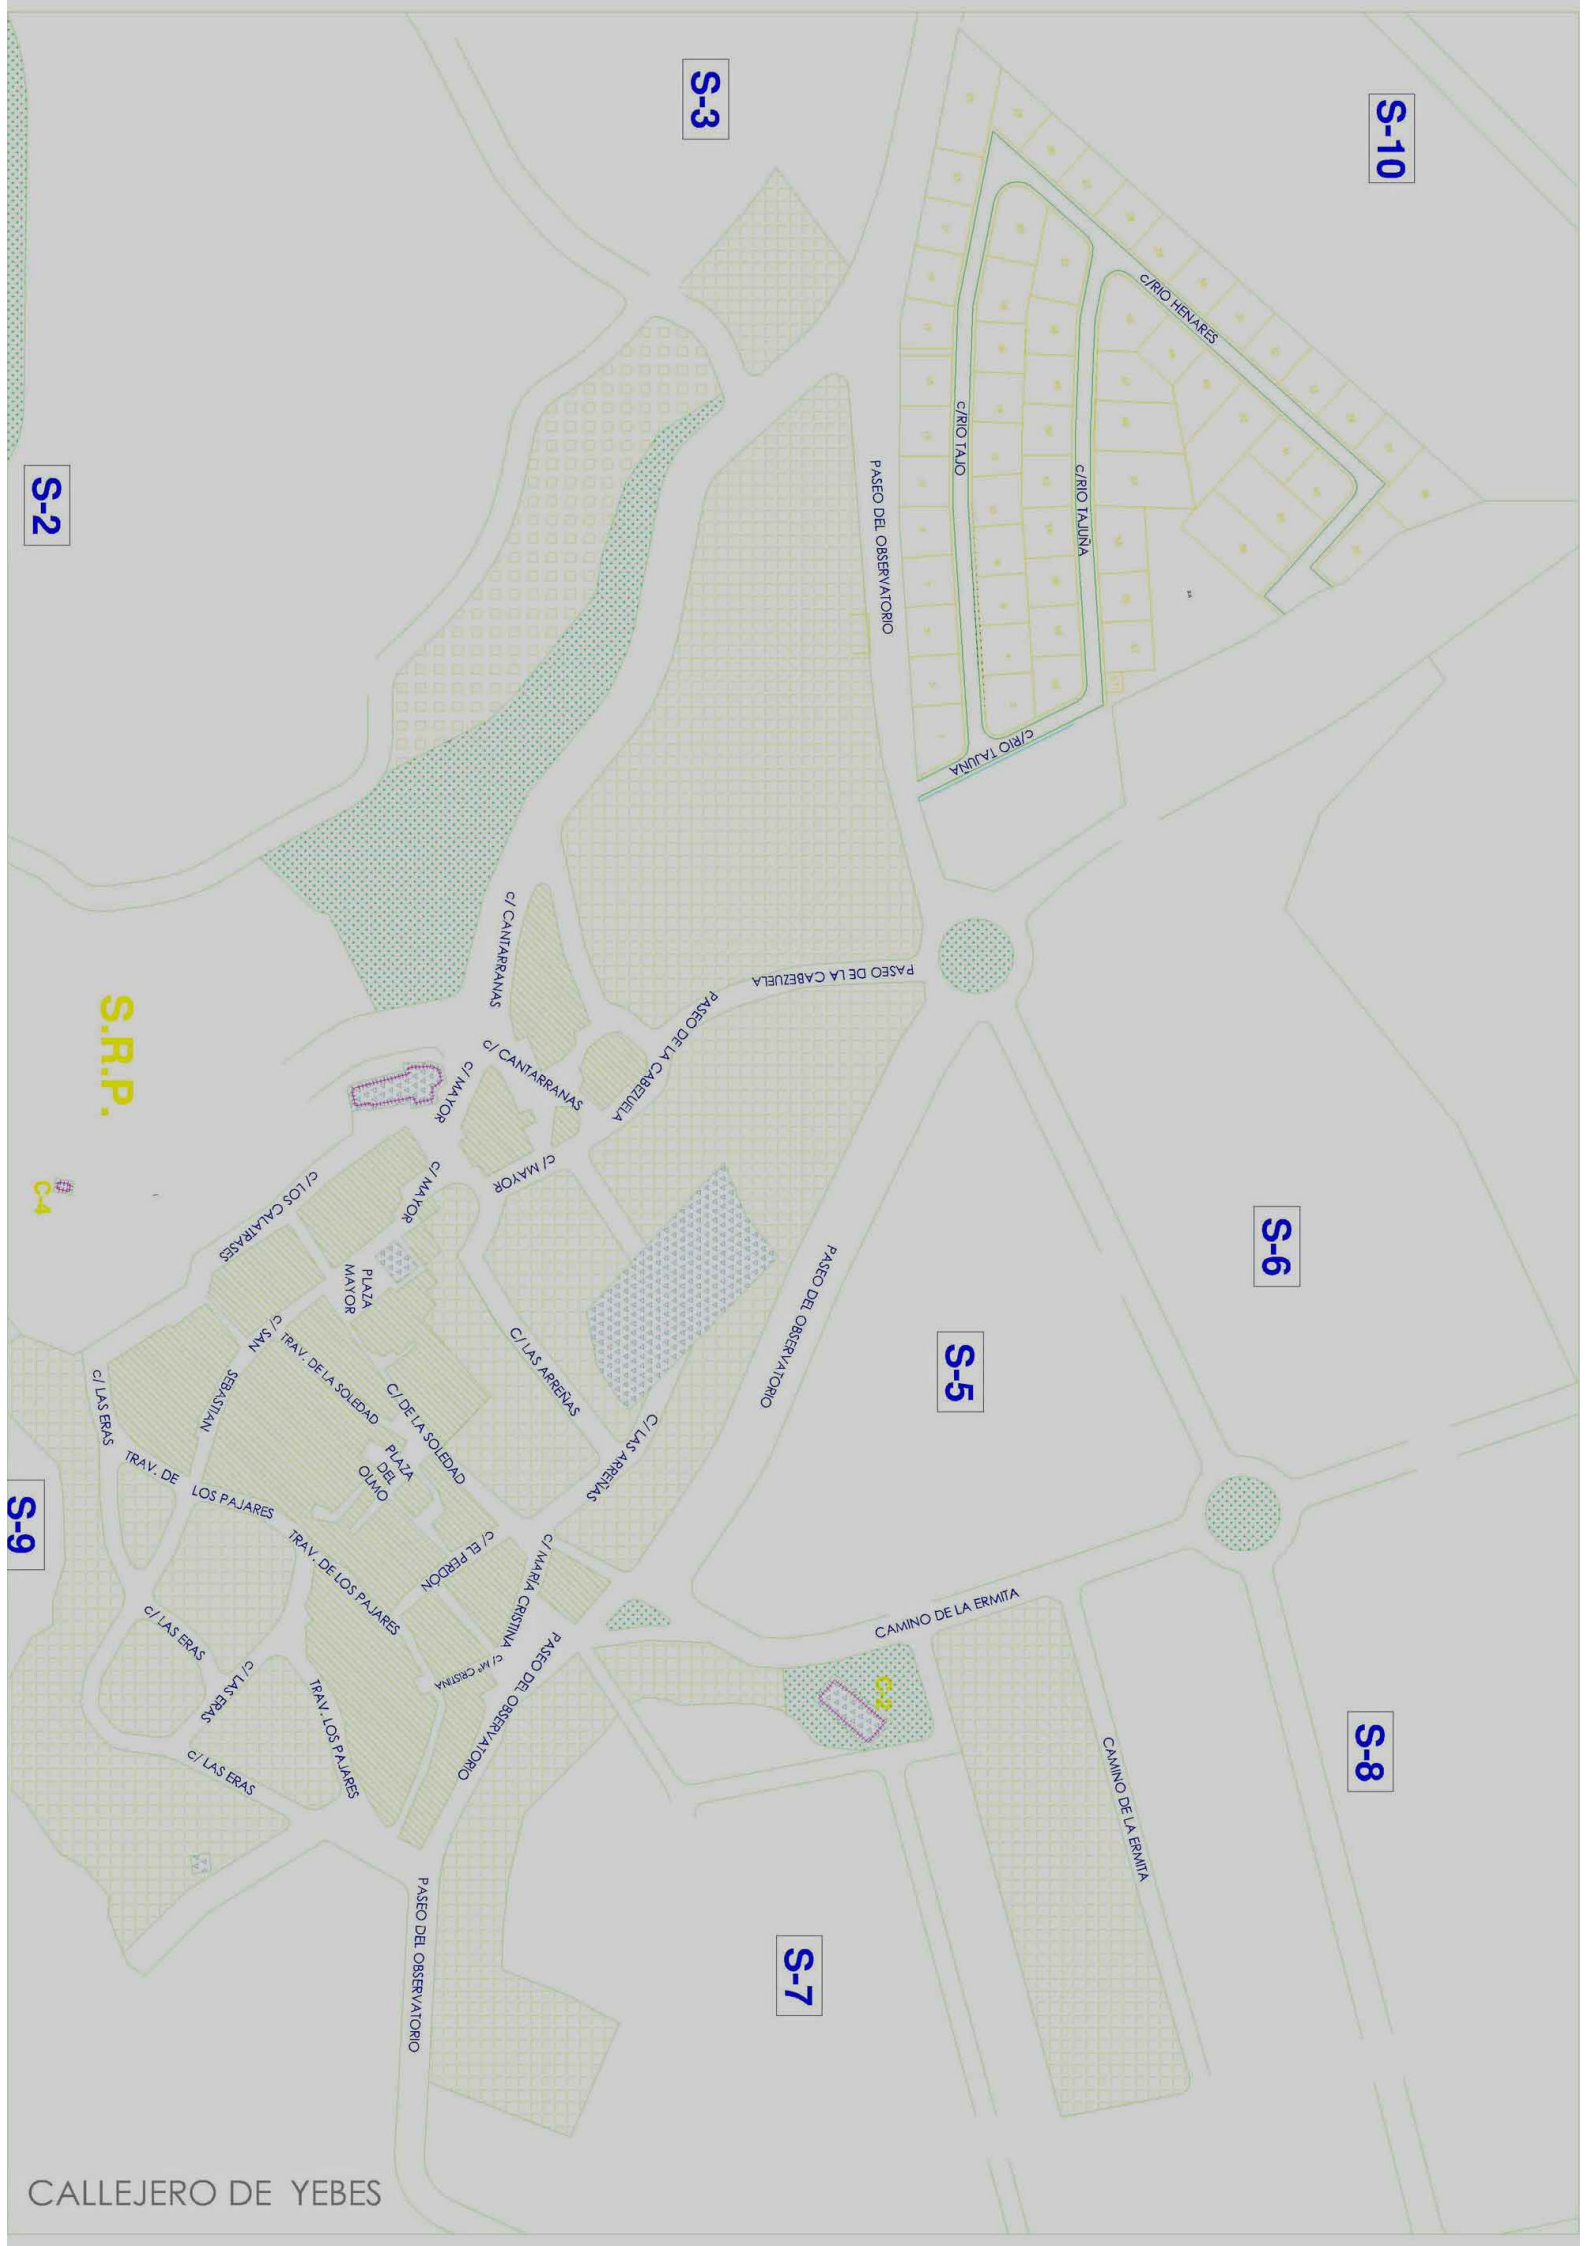 S-3
S-10
C/RIO HENARES
C/RIO TAJO
PASEO DEL OBSERVATORIO
C/RIO TAJUÑA
S-2
C/RIO TAJUÑA
C/ CANTARRANAS
PASEO DE LA CABEZUELA
PASEO DE LA CABEZUELA
S.R.P.
C/ CANTARRANAS
C/ MAYOR
C/ MAYOR
C/ MAYOR
C-4
C/ LOS CALATRASES
PLAZA
MAYOR
S-6
PASEO DEL OBSERVATORIO
S-5
C/ SAN
SEBASTIAN
TRAV. DE LA SOLEDAD
C/ DE LA SOLEDAD
C/ LAS ARREÑAS
C/ LAS ARREÑAS
C/ LAS ERAS
PLAZA
DEL
OLMO
TRAV. DE
LOS PAJARES
S-9
TRAV. DE LOS PAJARES
C/ EL PERDÓN
C/ MARÍA CRISTINA
C/ Mª CRISTINA
CAMINO DE LA ERMITA
C/ LAS ERAS
C/ LAS ERAS
TRAV. LOS PAJARES
PASEO DEL OBSERVATORIO
C-2
C/ LAS ERAS
S-8
CAMINO DE LA ERMITA
PASEO DEL OBSERVATORIO
S-7
CALLEJERO DE YEBES